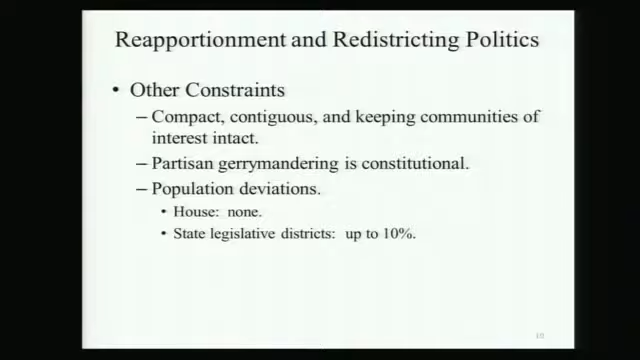 Reapportionment and Redistricting Politics
• Other Constraints
– Compact, contiguous, and keeping communities of
interest intact.
– Partisan gerrymandering is constitutional.
– Population deviations.
• House: none.
• State legislative districts: up to 10%.
10